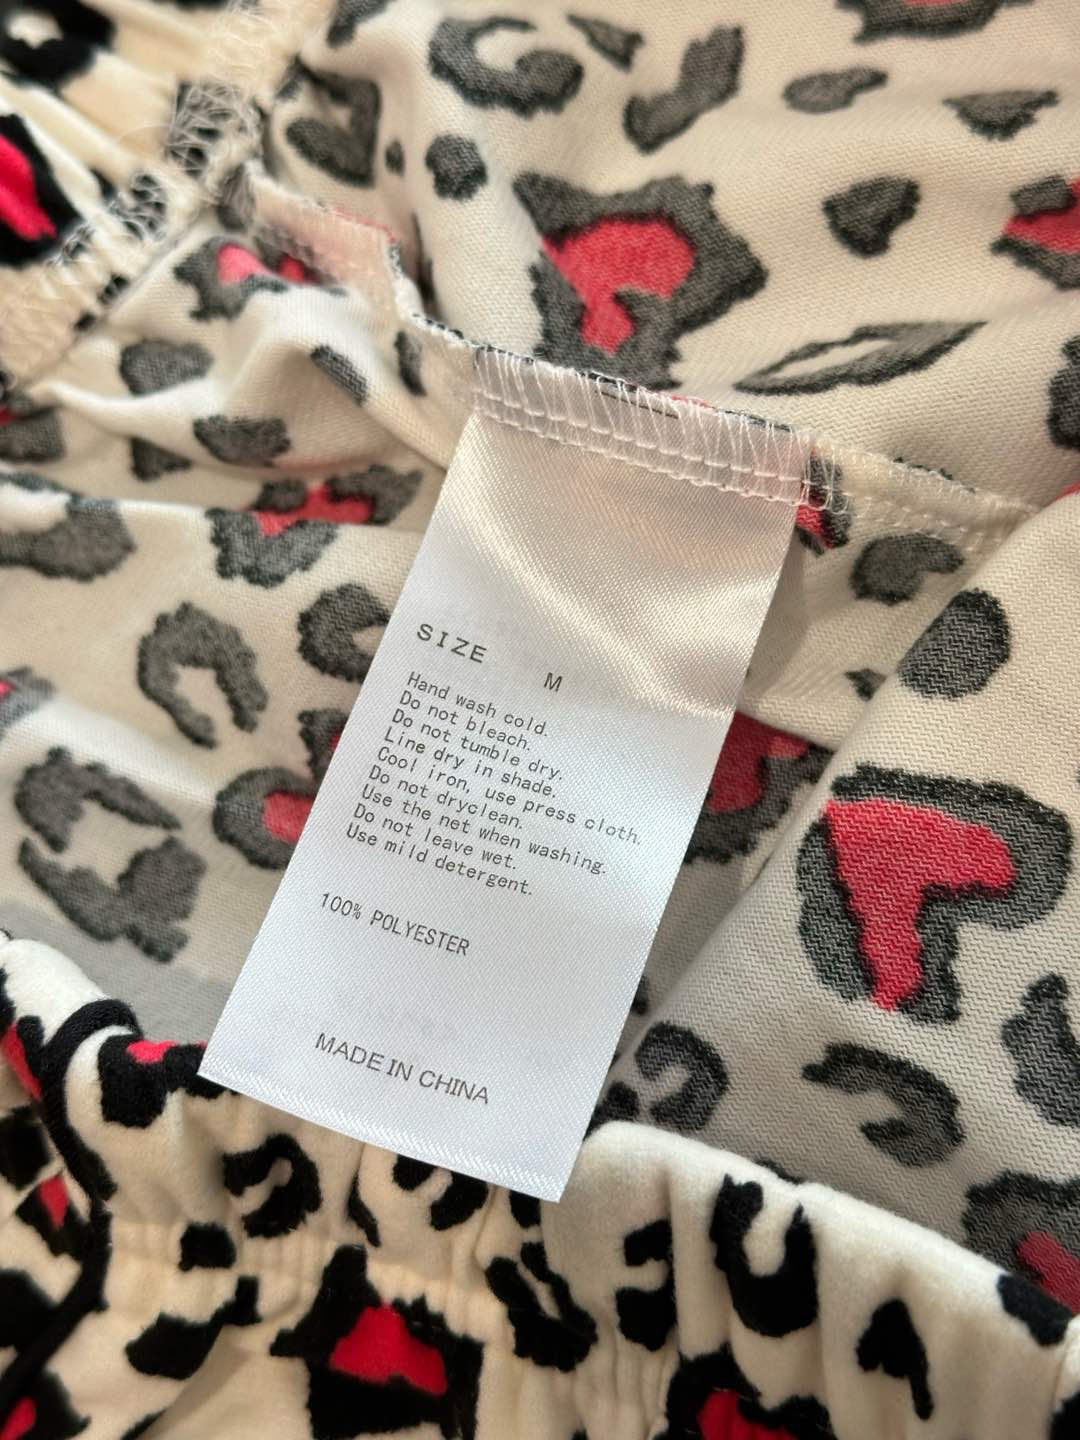 SIZE M
Hand wash cold.
Do not bleach.
Do not tumble dry.
Line dry in shade.
Cool iron, use press cloth.
Do not dryclean.
Use the net when washing.
Do not leave wet.
Use mild detergent.
100% POLYESTER
MADE IN CHINA